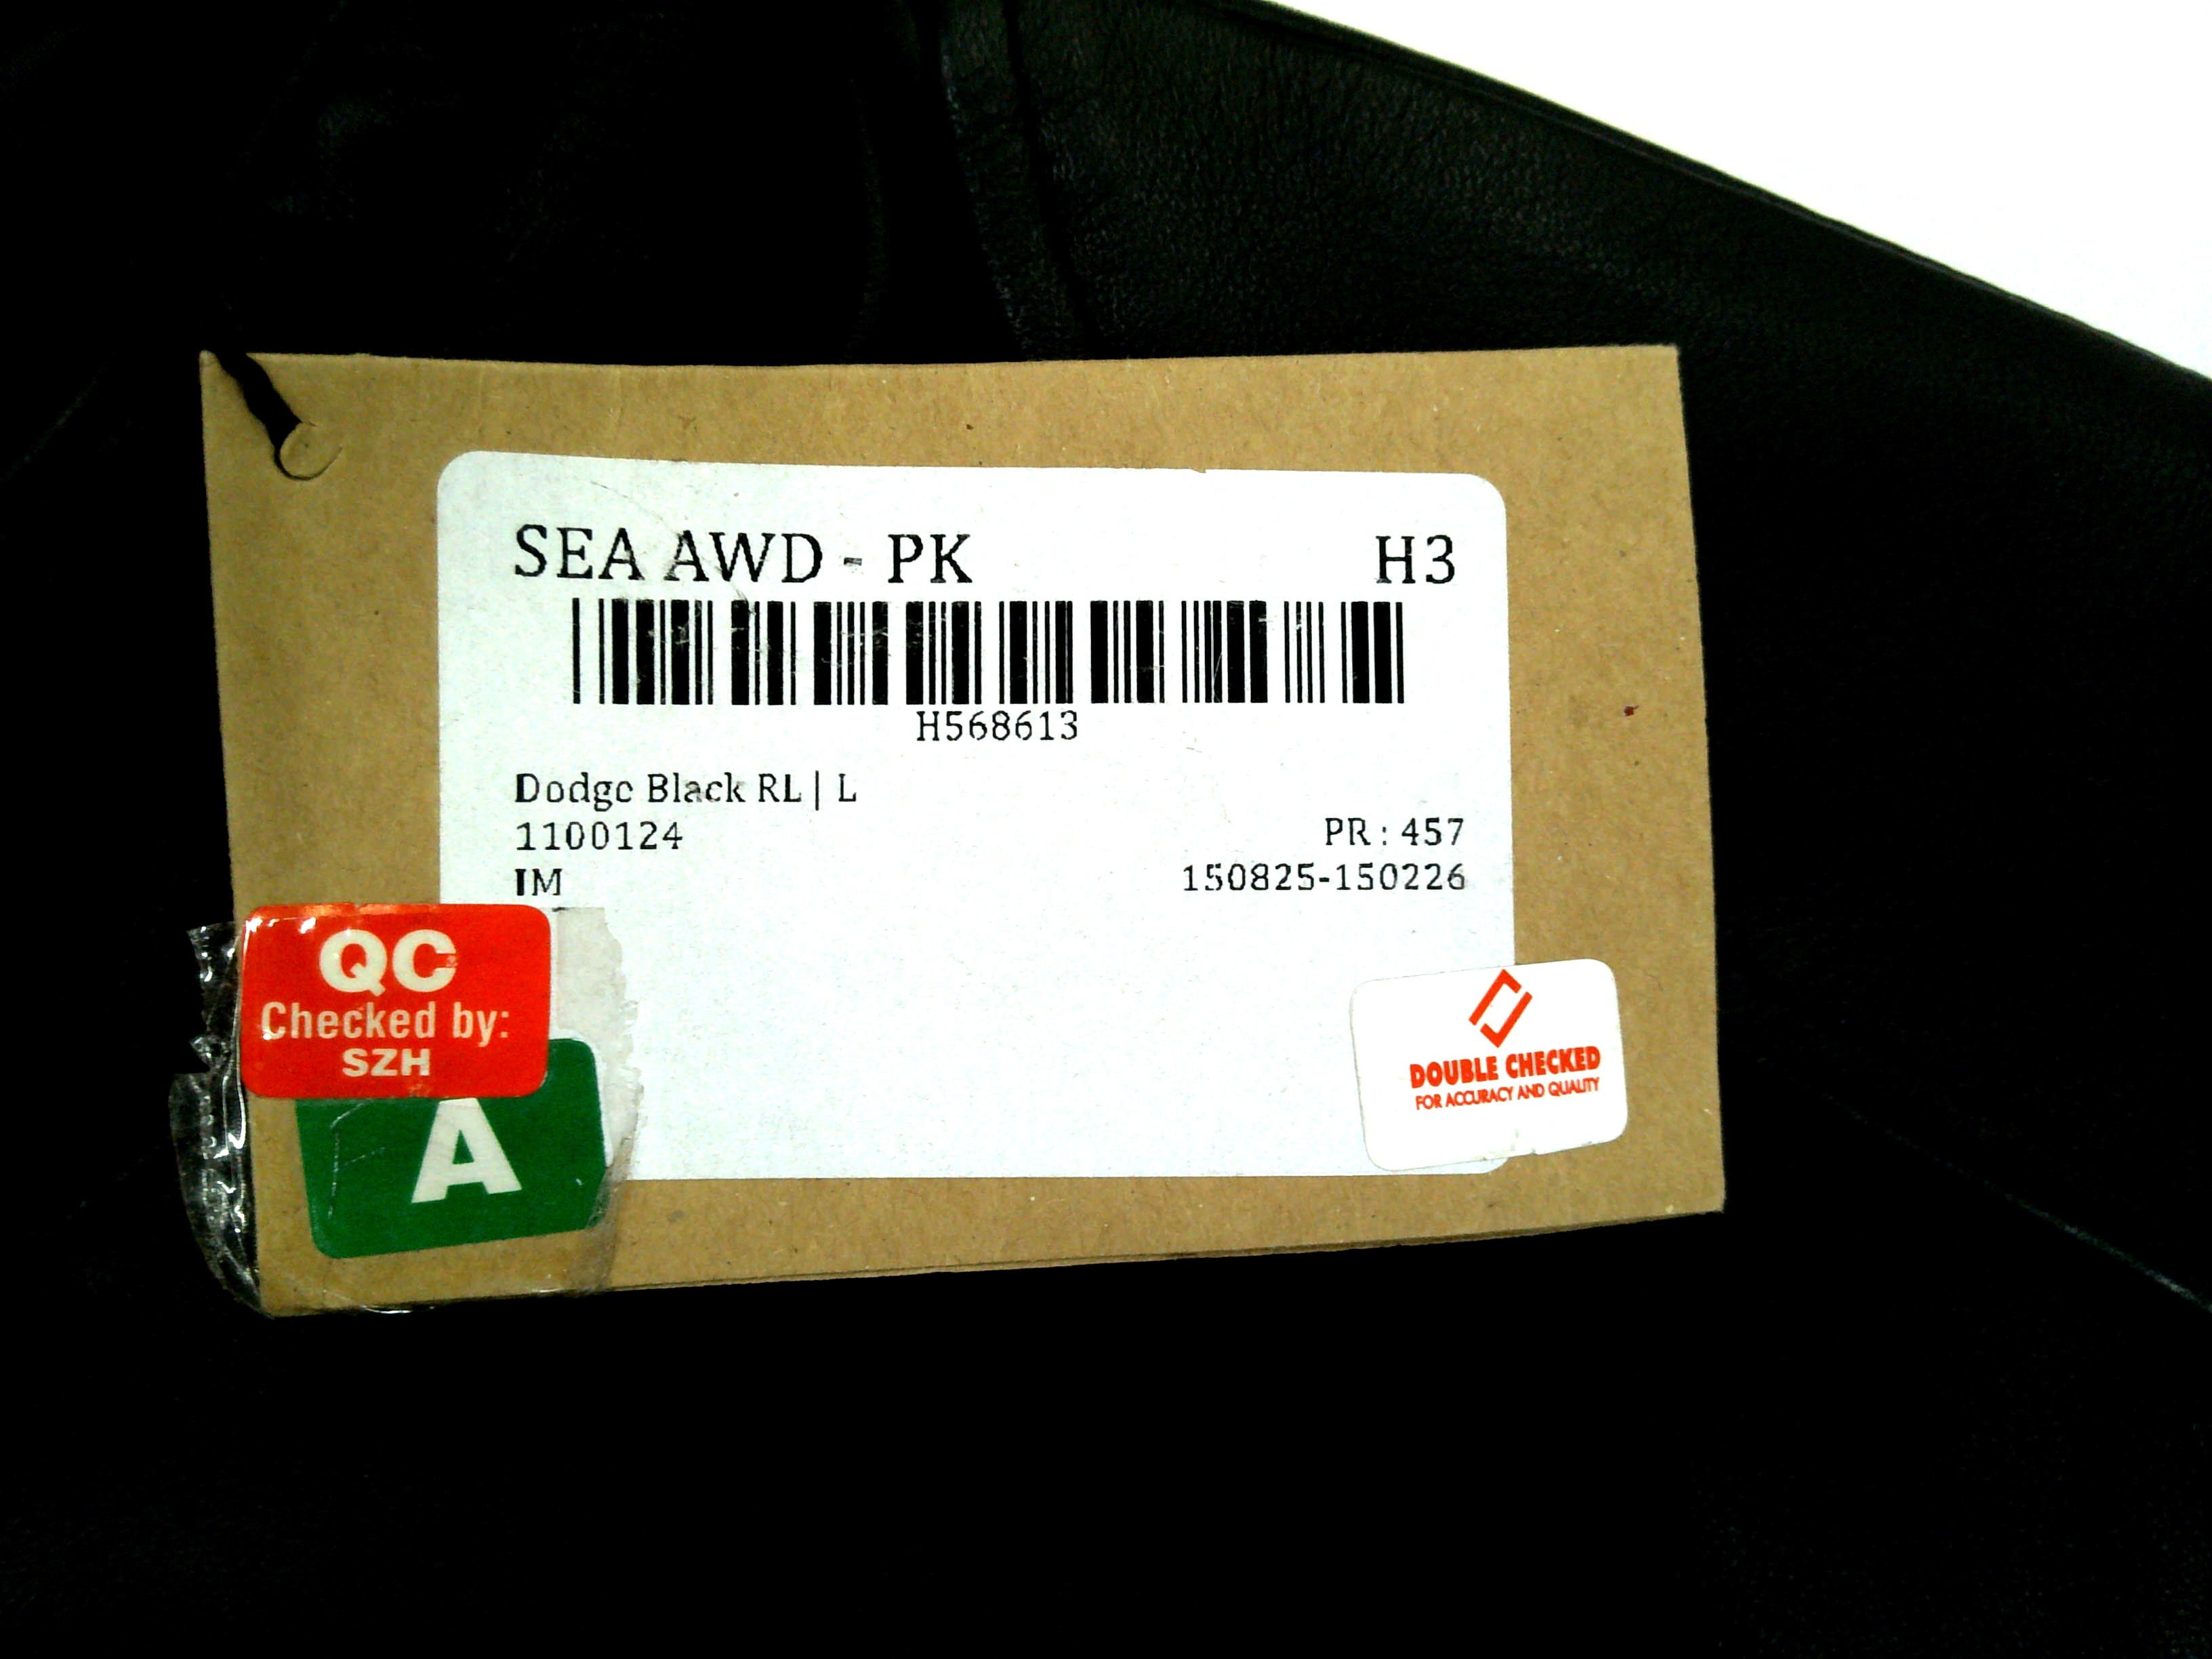 SEA AWD - PK H3
H568613
Dodge Black RL | L
1100124 PR : 457
IM 150825-150226
QC
Checked by:
SZH
A
DOUBLE CHECKED
FOR ACCURACY AND QUALITY